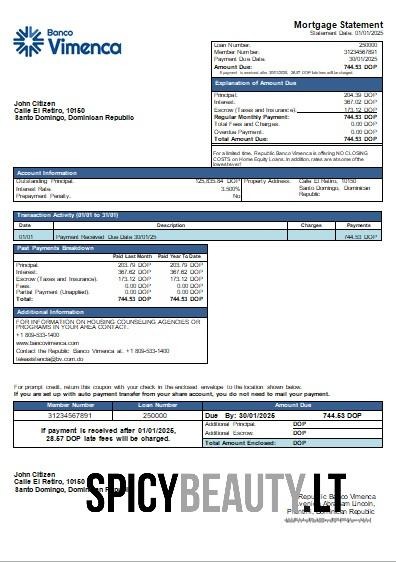 Banco
Vimenca
Mortgage Statement
Statement Date: 01/01/2025
Loan Number: 250000
Member Number: 31234567891
Payment Due Date: 30/01/2025
Amount Due: 744.53 DOP
If payment is received after 30/01/2025, 28.57 DOP late fees will be charged.
Explanation of Amount Due
Principal: 204.39 DOP
Interest: 367.02 DOP
Escrow (Taxes and Insurance): 173.12 DOP
Regular Monthly Payment: 744.53 DOP
Total Fees and Charges: 0.00 DOP
Overdue Payment: 0.00 DOP
Total Amount Due: 744.53 DOP
John Citizen
Calle El Retiro, 10150
Santo Domingo, Dominican Republic
For a limited time, Republic Banco Vimenca is offering NO CLOSING
COSTS on Home Equity Loans. In addition, rates are at some of the
lowest ever!
Account Information
Outstanding Principal: 125,835.84 DOP
Interest Rate: 3.500%
Prepayment Penalty: No
Property Address: Calle El Retiro, 10150
Santo Domingo, Dominican
Republic
Transaction Activity (01/01 to 31/01)
Date Description Charges Payments
01/01 Payment Received Due Date 30/01/25 744.53 DOP
Past Payments Breakdown
Paid Last Month Paid Year To Date
Principal: 203.79 DOP 203.79 DOP
Interest: 367.62 DOP 367.62 DOP
Escrow (Taxes and Insurance): 173.12 DOP 173.12 DOP
Fees: 0.00 DOP 0.00 DOP
Partial Payment (Unapplied): 0.00 DOP 0.00 DOP
Total: 744.53 DOP 744.53 DOP
Additional Information
FOR INFORMATION ON HOUSING COUNSELING AGENCIES OR
PROGRAMS IN YOUR AREA CONTACT:
+1 809-533-1400
www.bancovimenca.com
Contact the Republic Banco Vimenca at: +1 809-533-1400
For prompt credit, return this coupon with your check in the enclosed envelope to the location shown below.
If you are set up with auto payment transfer from your share account, you do not need to mail your payment.
Member Number Loan Number Amount Due
31234567891 250000 Due By: 30/01/2025 744.53 DOP
If payment is received after 01/01/2025,
28.57 DOP late fees will be charged.
Additional Principal: DOP
Additional Escrow: DOP
Total Amount Enclosed: DOP
John Citizen
Calle El Retiro, 10150
Santo Domingo, Dominican Republic
SPICYBEAUTY.LT
Republic Banco Vimenca
Abraham Lincoln,
Dominican Republic